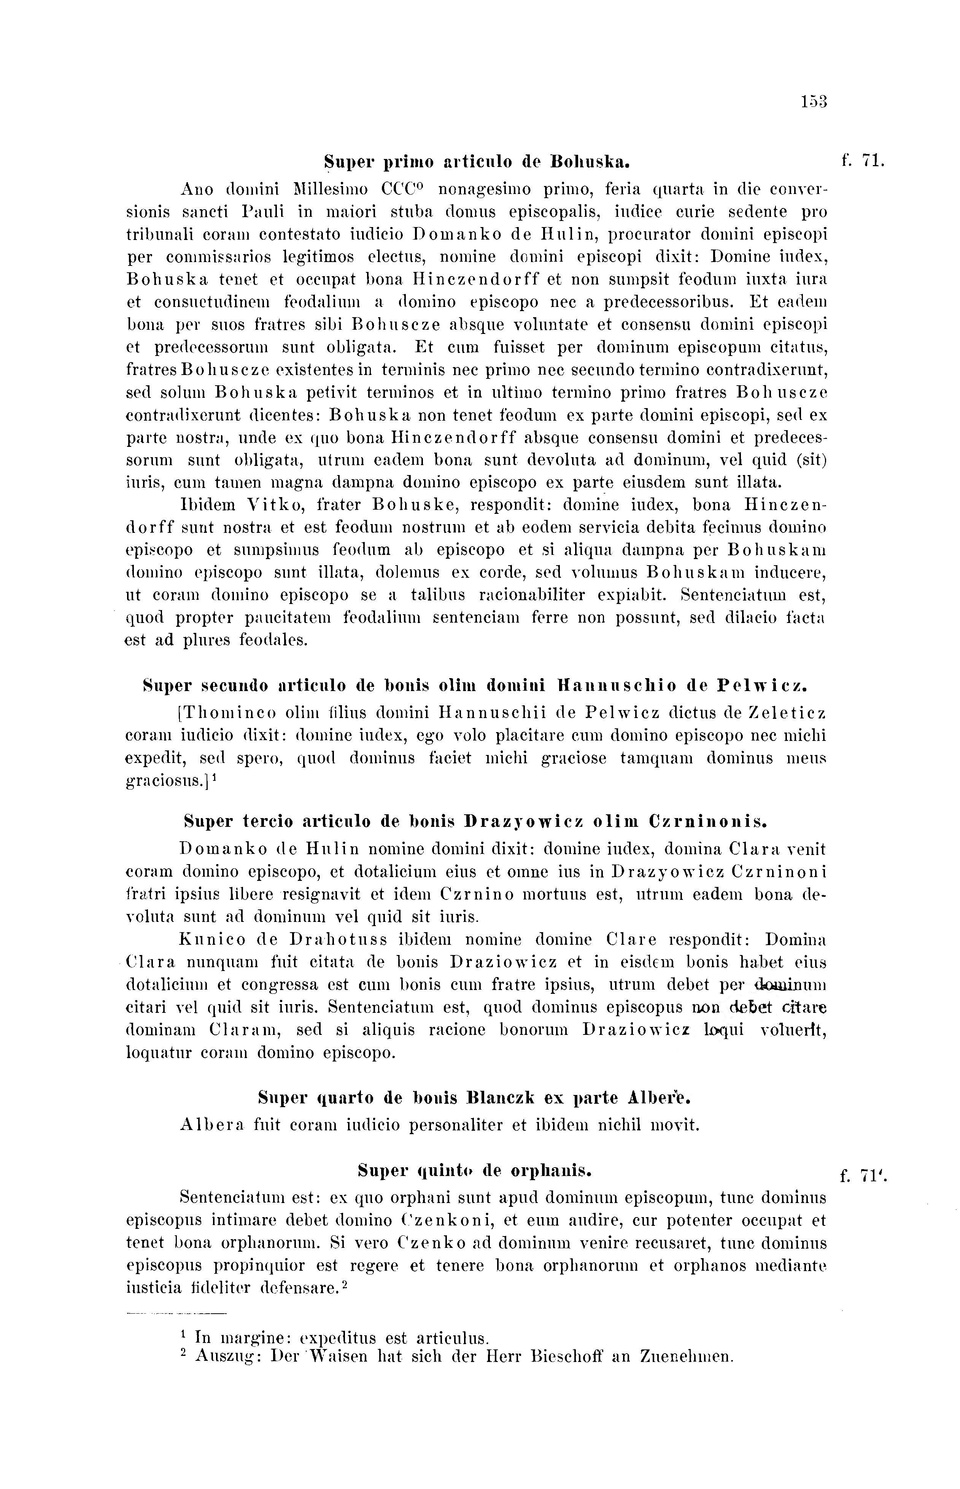 153
Super primo articulo de Bohuska. f. 71.
Ano domini Millesimo CCC⁰ nonagesimo primo, feria quarta in die conver-
sionis sancti Pauli in maiori stuba domus episcopalis, iudice curie sedente pro
tribunali coram contestato iudicio Domanko de Hulin, procurator domini episcopi
per commissarios legitimos electus, nomine domini episcopi dixit: Domine iudex,
Bohuska tenet et occupat bona Hinczendorff et non sumpsit feodum iuxta iura
et consuetudinem feodalium a domino episcopo nec a predecessoribus. Et eadem
bona per suos fratres sibi Bohuscze absque voluntate et consensu domini episcopi
et predecessorum sunt obligata. Et cum fuisset per dominum episcopum citatus,
fratres Bohuscze existentes in terminis nec primo nec secundo termino contradixerunt,
sed solum Bohuska petivit terminos et in ultimo termino primo fratres Bohuscze
contradixerunt dicentes: Bohuska non tenet feodum ex parte domini episcopi, sed ex
parte nostra, unde ex quo bona Hinczendorff absque consensu domini et predeces-
sorum sunt obligata, utrum eadem bona sunt devoluta ad dominum, vel quid (sit)
iuris, cum tamen magna dampna domino episcopo ex parte eiusdem sunt illata.
Ibidem Vitko, frater Bohuske, respondit: domine iudex, bona Hinczen-
dorff sunt nostra et est feodum nostrum et ab eodem servicia debita fecimus domino
episcopo et sumpsimus feodum ab episcopo et si aliqua dampna per Bohuskam
domino episcopo sunt illata, dolemus ex corde, sed volumus Bohuskam inducere,
ut coram domino episcopo se a talibus racionabiliter expiabit. Sentenciatum est,
quod propter paucitatem feodalium sentenciam ferre non possunt, sed dilacio facta
est ad plures feodales.
Super secundo articulo de bonis olim domini Hannuschio de Pelwicz.
[Thominco olim filius domini Hannuschii de Pelwicz dictus de Zeleticz
coram iudicio dixit: domine iudex, ego volo placitare cum domino episcopo nec michi
expedit, sed spero, quod dominus faciet michi graciose tamquam dominus meus
graciosus.]¹
Super tercio articulo de bonis Drazyowicz olim Czrninonis.
Domanko de Hulin nomine domini dixit: domine iudex, domina Clara venit
coram domino episcopo, et dotalicium eius et omne ius in Drazyowicz Czrninoni
fratri ipsius libere resignavit et idem Czrnino mortuus est, utrum eadem bona de-
voluta sunt ad dominum vel quid sit iuris.
Kunico de Drahotuss ibidem nomine domine Clare respondit: Domina
Clara nunquam fuit citata de bonis Draziowicz et in eisdem bonis habet eius
dotalicium et congressa est cum bonis cum fratre ipsius, utrum debet per dominum
citari vel quid sit iuris. Sentenciatum est, quod dominus episcopus non debet citare
dominam Claram, sed si aliquis racione bonorum Draziowicz loqui voluerit,
loquatur coram domino episcopo.
Super quarto de bonis Blanczk ex parte Albere.
Albera fuit coram iudicio personaliter et ibidem nichil movit.
Super quinto de orphanis. f. 71'.
Sentenciatum est: ex quo orphani sunt apud dominum episcopum, tunc dominus
episcopus intimare debet domino Czenkoni, et eum audire, cur potenter occupat et
tenet bona orphanorum. Si vero Czenko ad dominum venire recusaret, tunc dominus
episcopus propinquior est regere et tenere bona orphanorum et orphanos mediante
iusticia fideliter defensare.²
¹ In margine: expeditus est articulus.
² Auszug: Der Waisen hat sich der Herr Bieschoff an Zuenehmen.